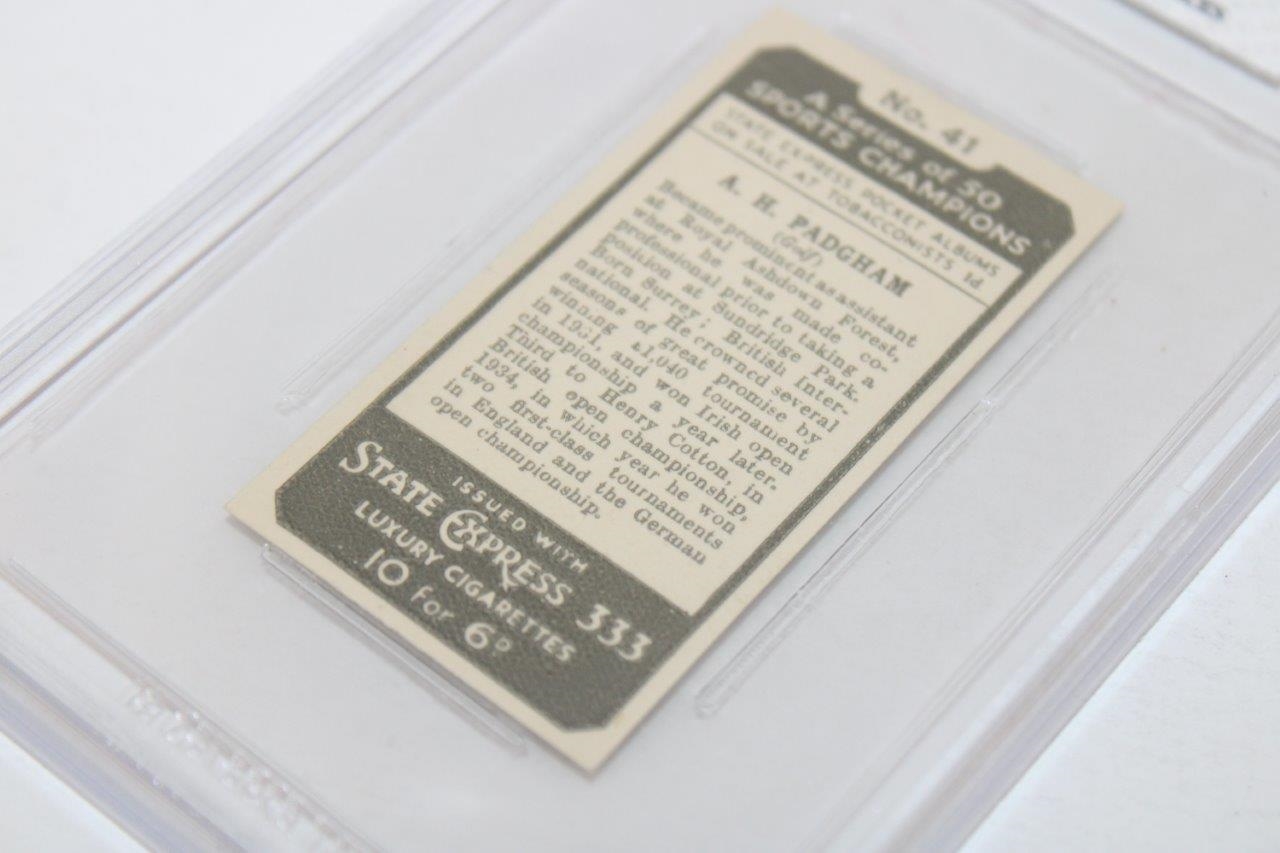 No. 41
A Series of 50
SPORTS CHAMPIONS
STATE EXPRESS POCKET ALBUMS
ON SALE AT TOBACCONISTS 1d.
A. H. PADGHAM
(Golf)
Became prominent as assistant
at Royal Ashdown Forest,
where he was made co-
professional prior to taking a
position at Sundridge Park.
Born Surrey; British Inter-
national. He crowned several
seasons of great promise by
winning £1,040 tournament
in 1931, and won Irish open
championship a year later.
Third to Henry Cotton, in
British open championship,
1934, in which year he won
two first-class tournaments
in England and the German
open championship.
ISSUED WITH
STATE EXPRESS 333
LUXURY CIGARETTES
10 for 6D